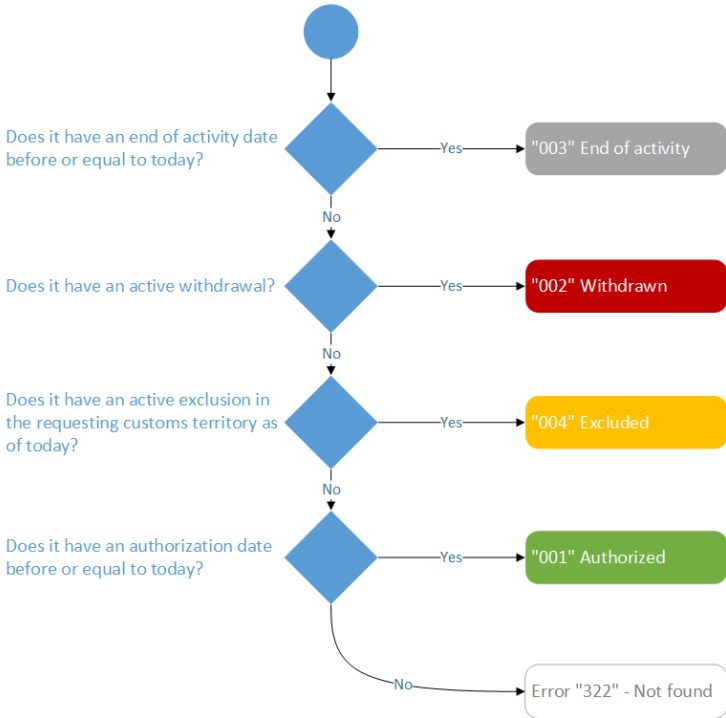 Does it have an end of activity date
before or equal to today?
Yes
"003" End of activity
No
Does it have an active withdrawal?
Yes
"002" Withdrawn
No
Does it have an active exclusion in
the requesting customs territory as
of today?
Yes
"004" Excluded
No
Does it have an authorization date
before or equal to today?
Yes
"001" Authorized
No
Error "322" - Not found